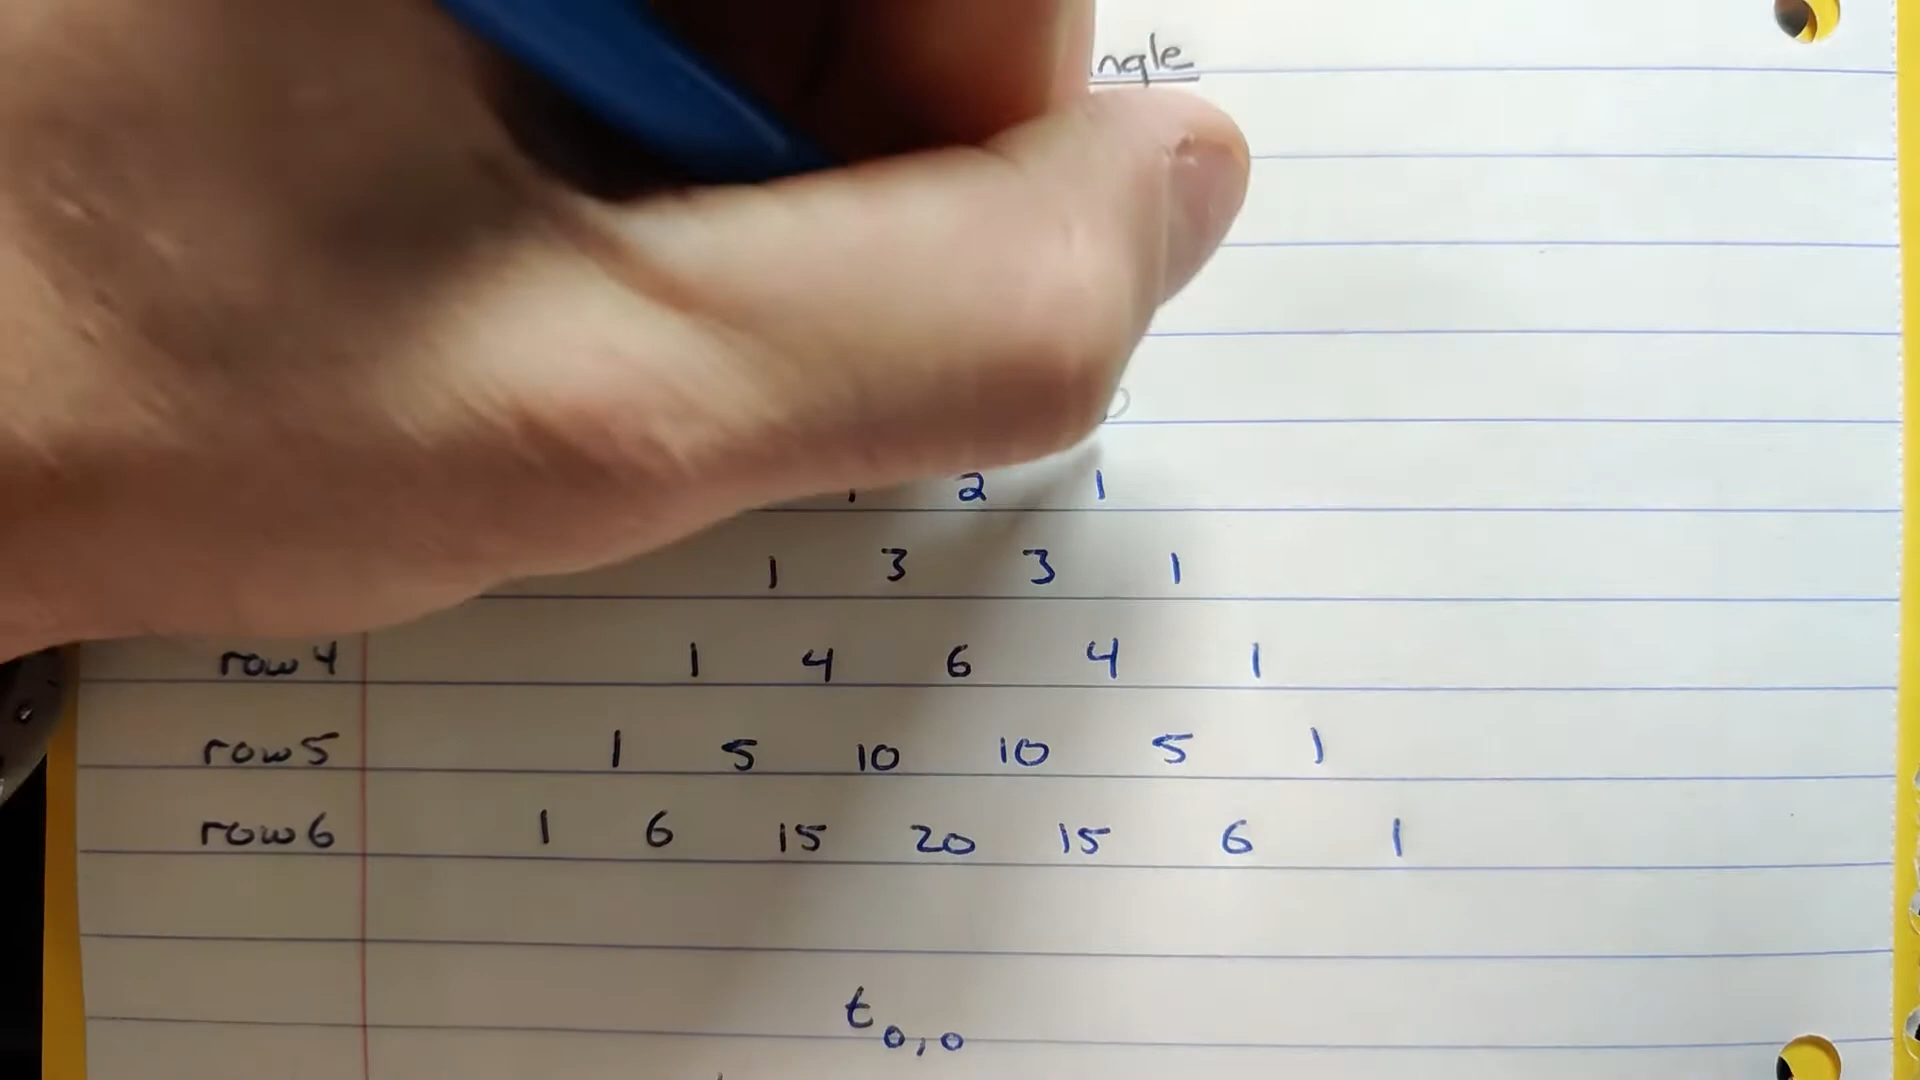 ngle
1 2 1
1 3 3 1
row 4 1 4 6 4 1
row 5 1 5 10 10 5 1
row 6 1 6 15 20 15 6 1
t0,0